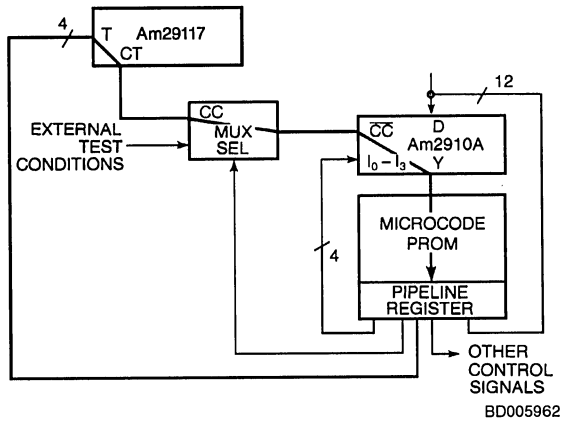 4
T
Am29117
CT
12
CC
MUX
SEL
EXTERNAL
TEST
CONDITIONS
CC
D
Am2910A
I0 – I3
Y
4
MICROCODE
PROM
PIPELINE
REGISTER
OTHER
CONTROL
SIGNALS
BD005962